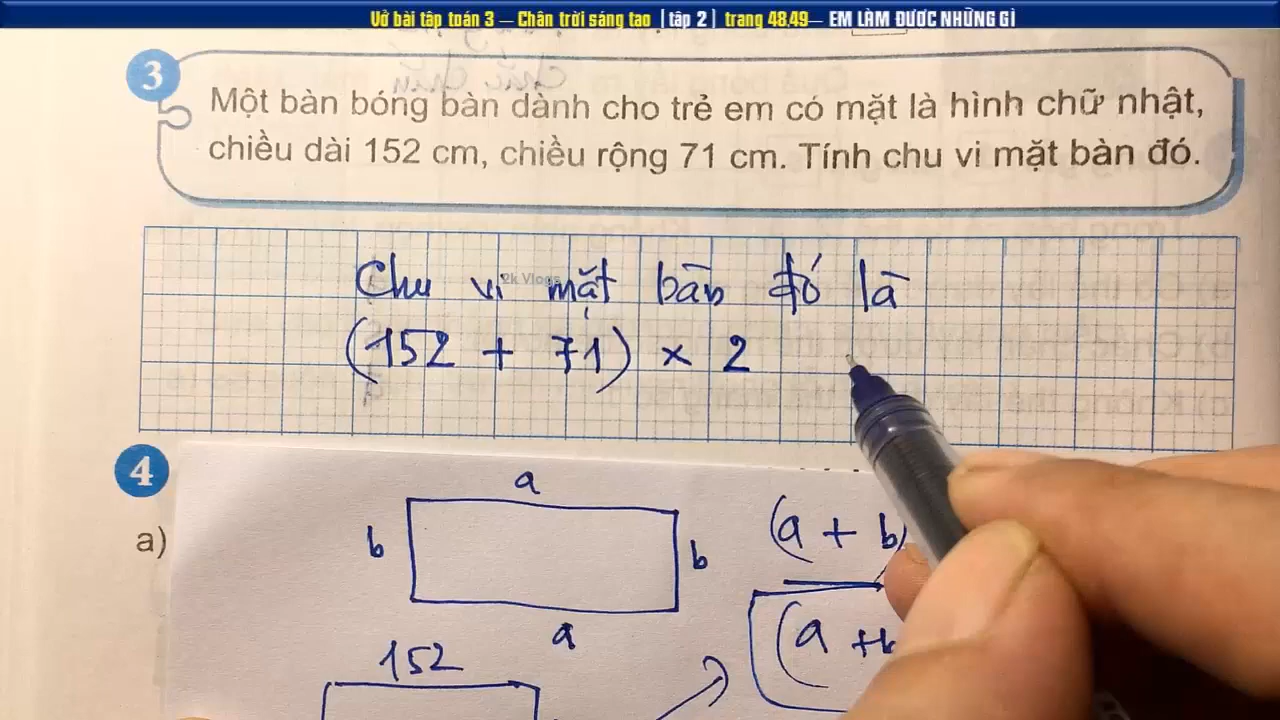 Vở bài tập toán 3 – Chân trời sáng tạo [tập 2] trang 48,49– EM LÀM ĐƯỢC NHỮNG GÌ
3
Một bàn bóng bàn dành cho trẻ em có mặt là hình chữ nhật,
chiều dài 152 cm, chiều rộng 71 cm. Tính chu vi mặt bàn đó.
2k Vlogs
Chu vi mặt bàn đó là
(152 + 71) x 2
4
a)
a
b
b
a
(a + b)
(a + b
152